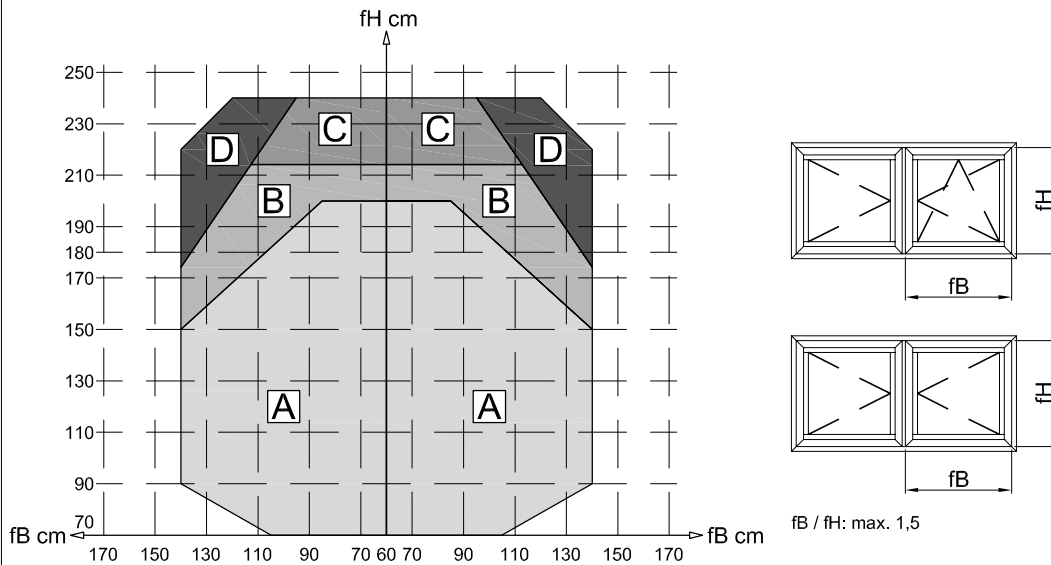 fH cm
250
230
210
190
180
170
150
130
110
90
70
C C
D D
B B
A A
fB cm fB cm
170 150 130 110 90 70 60 70 90 110 130 150 170
fH
fB
fH
fB
fB / fH: max. 1,5